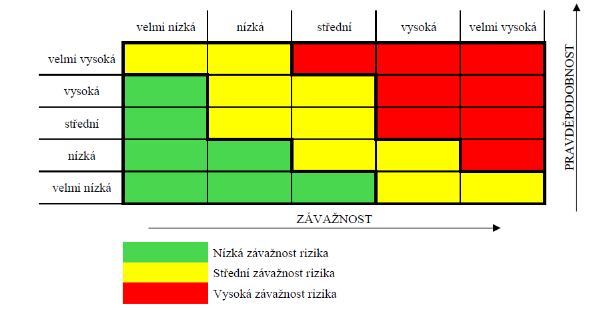 velmi nízká nízká střední vysoká velmi vysoká
velmi vysoká
vysoká
střední
nízká
velmi nízká
PRAVDĚPODOBNOST
ZÁVAŽNOST
Nízká závažnost rizika
Střední závažnost rizika
Vysoká závažnost rizika